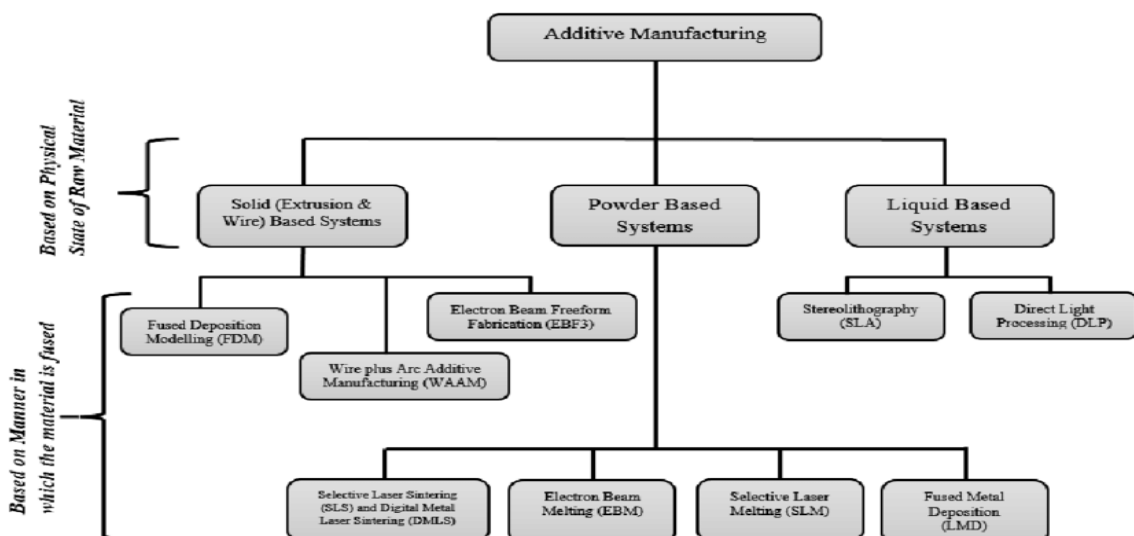 Additive Manufacturing
Based on Physical
State of Raw Material
Solid (Extrusion &
Wire) Based Systems
Powder Based
Systems
Liquid Based
Systems
Based on Manner in
which the material is fused
Fused Deposition
Modelling (FDM)
Wire plus Arc Additive
Manufacturing (WAAM)
Electron Beam Freeform
Fabrication (EBF3)
Stereolithography
(SLA)
Direct Light
Processing (DLP)
Selective Laser Sintering
(SLS) and Digital Metal
Laser Sintering (DMLS)
Electron Beam
Melting (EBM)
Selective Laser
Melting (SLM)
Fused Metal
Deposition
(LMD)